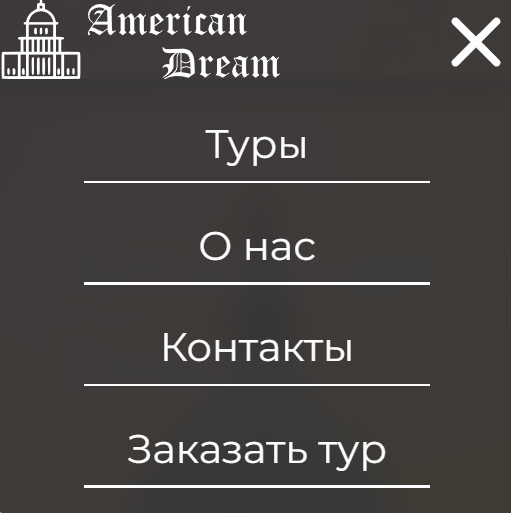 American
Dream
Туры
О нас
Контакты
Заказать тур